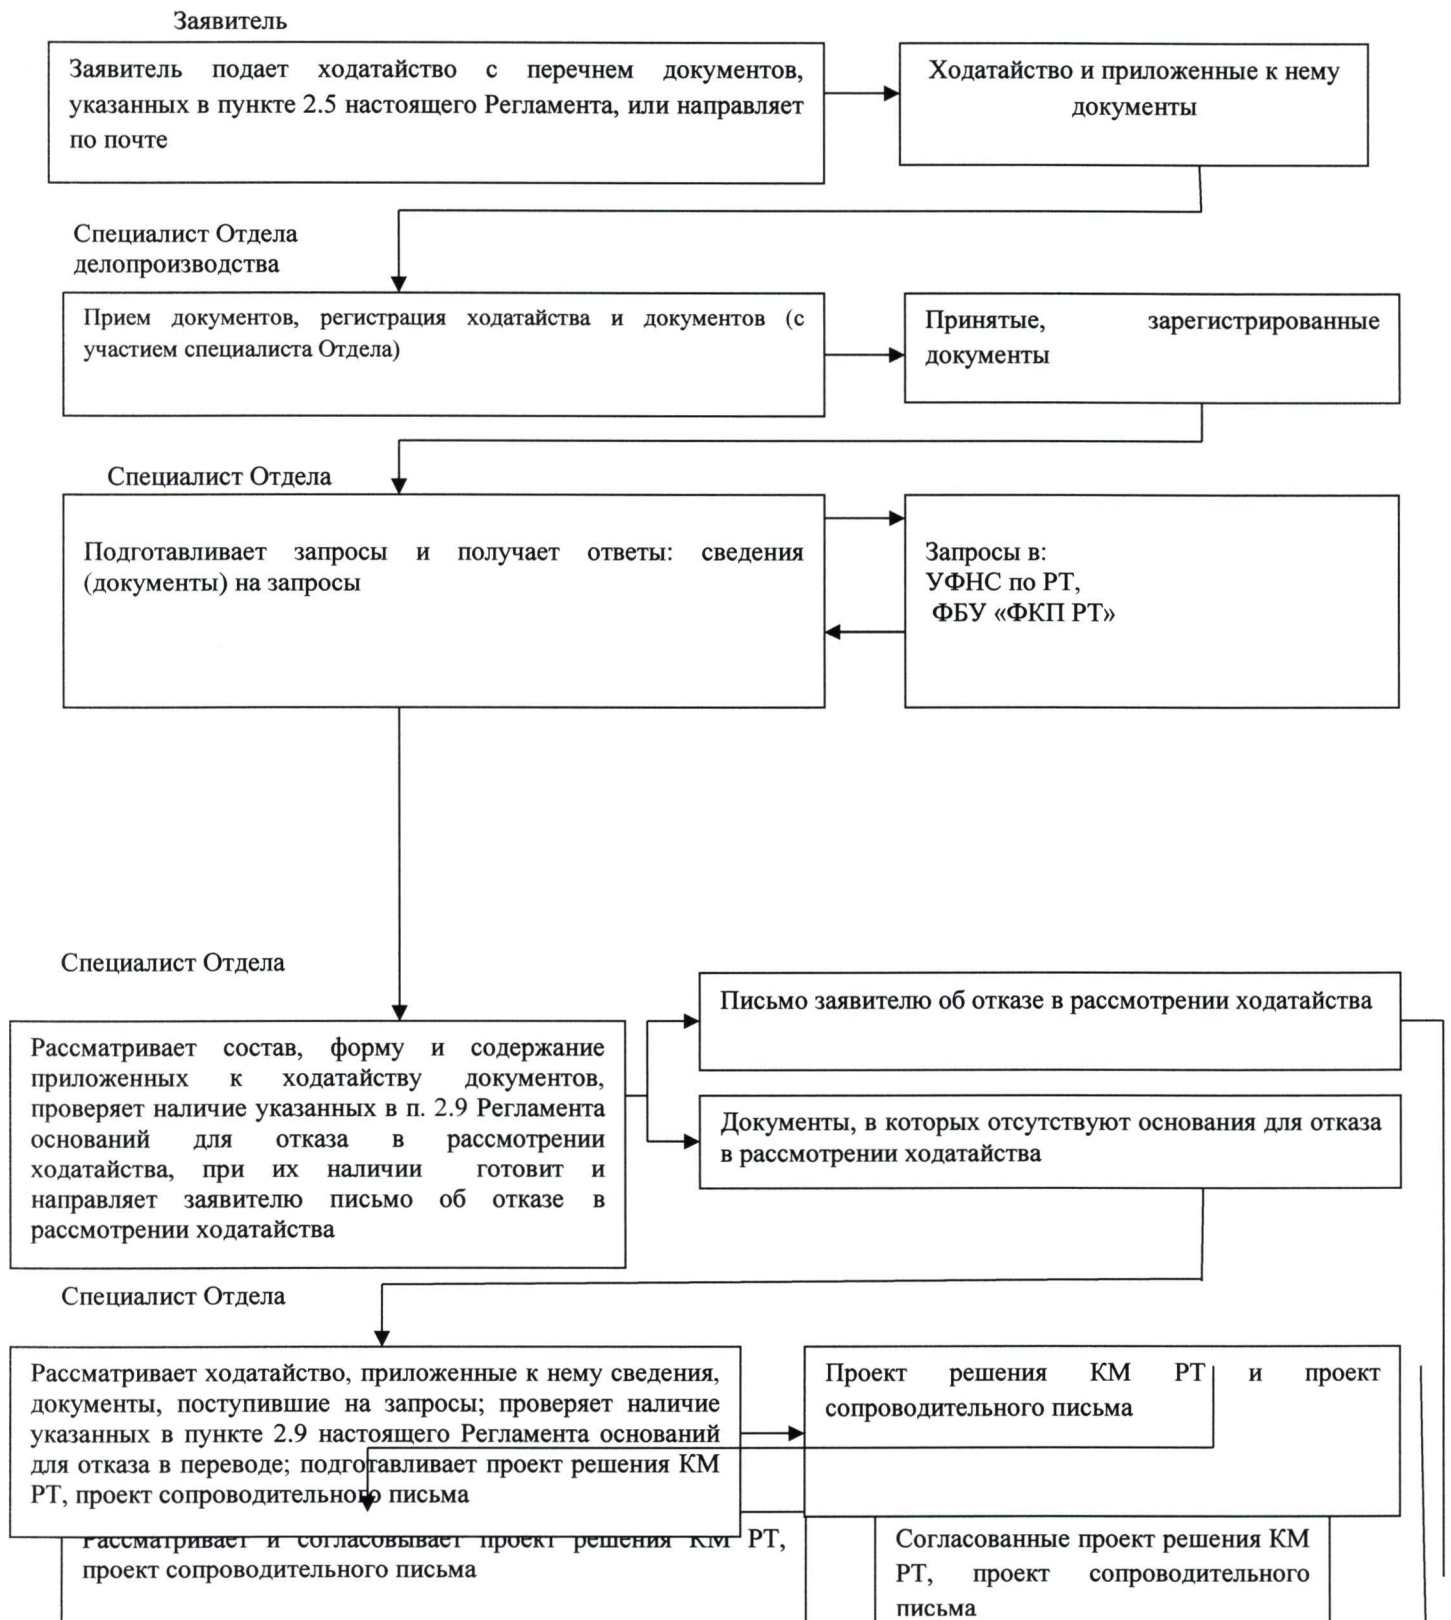 Заявитель
Заявитель подает ходатайство с перечнем документов,
указанных в пункте 2.5 настоящего Регламента, или направляет
по почте
Ходатайство и приложенные к нему
документы
Специалист Отдела
делопроизводства
Прием документов, регистрация ходатайства и документов (с
участием специалиста Отдела)
Принятые, зарегистрированные
документы
Специалист Отдела
Подготавливает запросы и получает ответы: сведения
(документы) на запросы
Запросы в:
УФНС по РТ,
ФБУ «ФКП РТ»
Специалист Отдела
Рассматривает состав, форму и содержание
приложенных к ходатайству документов,
проверяет наличие указанных в п. 2.9 Регламента
оснований для отказа в рассмотрении
ходатайства, при их наличии готовит и
направляет заявителю письмо об отказе в
рассмотрении ходатайства
Письмо заявителю об отказе в рассмотрении ходатайства
Документы, в которых отсутствуют основания для отказа
в рассмотрении ходатайства
Специалист Отдела
Рассматривает ходатайство, приложенные к нему сведения,
документы, поступившие на запросы; проверяет наличие
указанных в пункте 2.9 настоящего Регламента оснований
для отказа в переводе; подготавливает проект решения КМ
РТ, проект сопроводительного письма
Проект решения КМ РТ и проект
сопроводительного письма
Рассматривает и согласовывает проект решения КМ РТ,
проект сопроводительного письма
Согласованные проект решения КМ
РТ, проект сопроводительного
письма